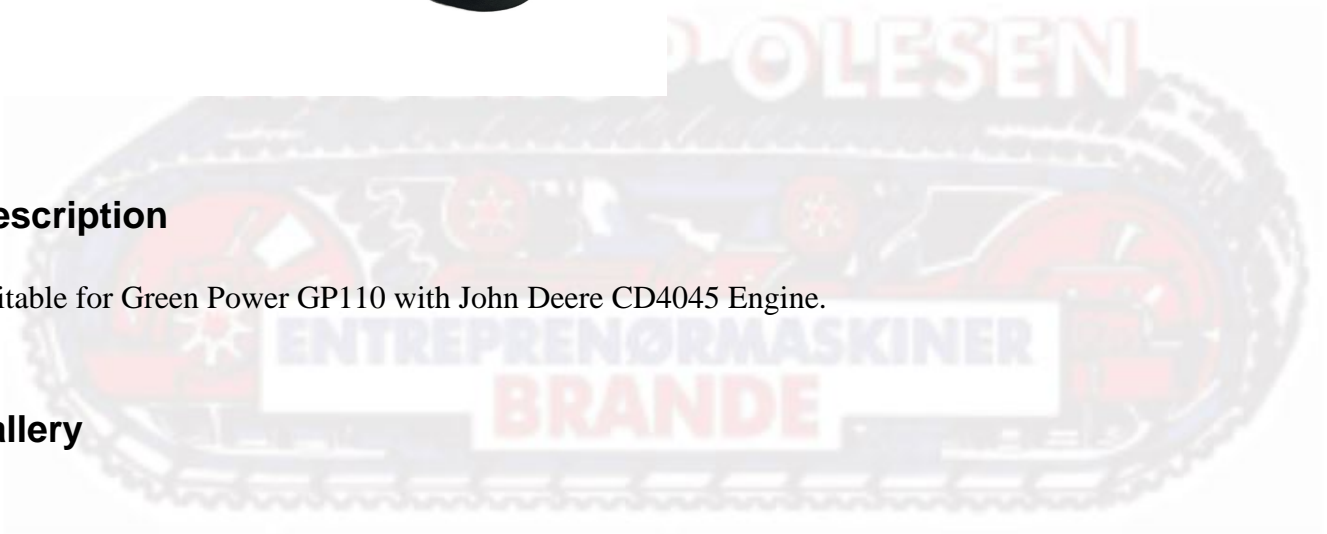 P OLESEN
escription
itable for Green Power GP110 with John Deere CD4045 Engine.
ENTREPRENØRMASKINER
BRANDE
allery